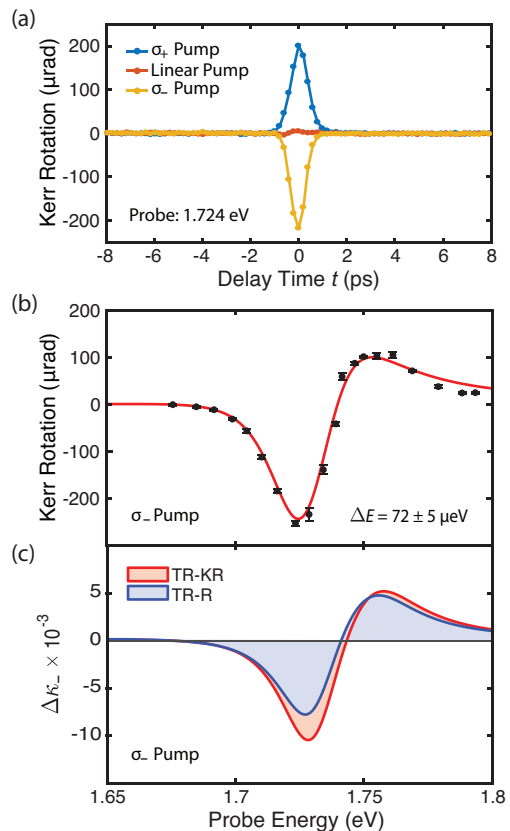 (a)
200
100
0
-100
-200
Kerr Rotation (μrad)
σ+ Pump
Linear Pump
σ− Pump
Probe: 1.724 eV
-8 -6 -4 -2 0 2 4 6 8
Delay Time t (ps)
(b)
200
100
0
-100
-200
Kerr Rotation (μrad)
σ− Pump
ΔE = 72 ± 5 μeV
(c)
5
0
-5
-10
Δκ̃− × 10⁻³
TR-KR
TR-R
σ− Pump
1.65 1.7 1.75 1.8
Probe Energy (eV)